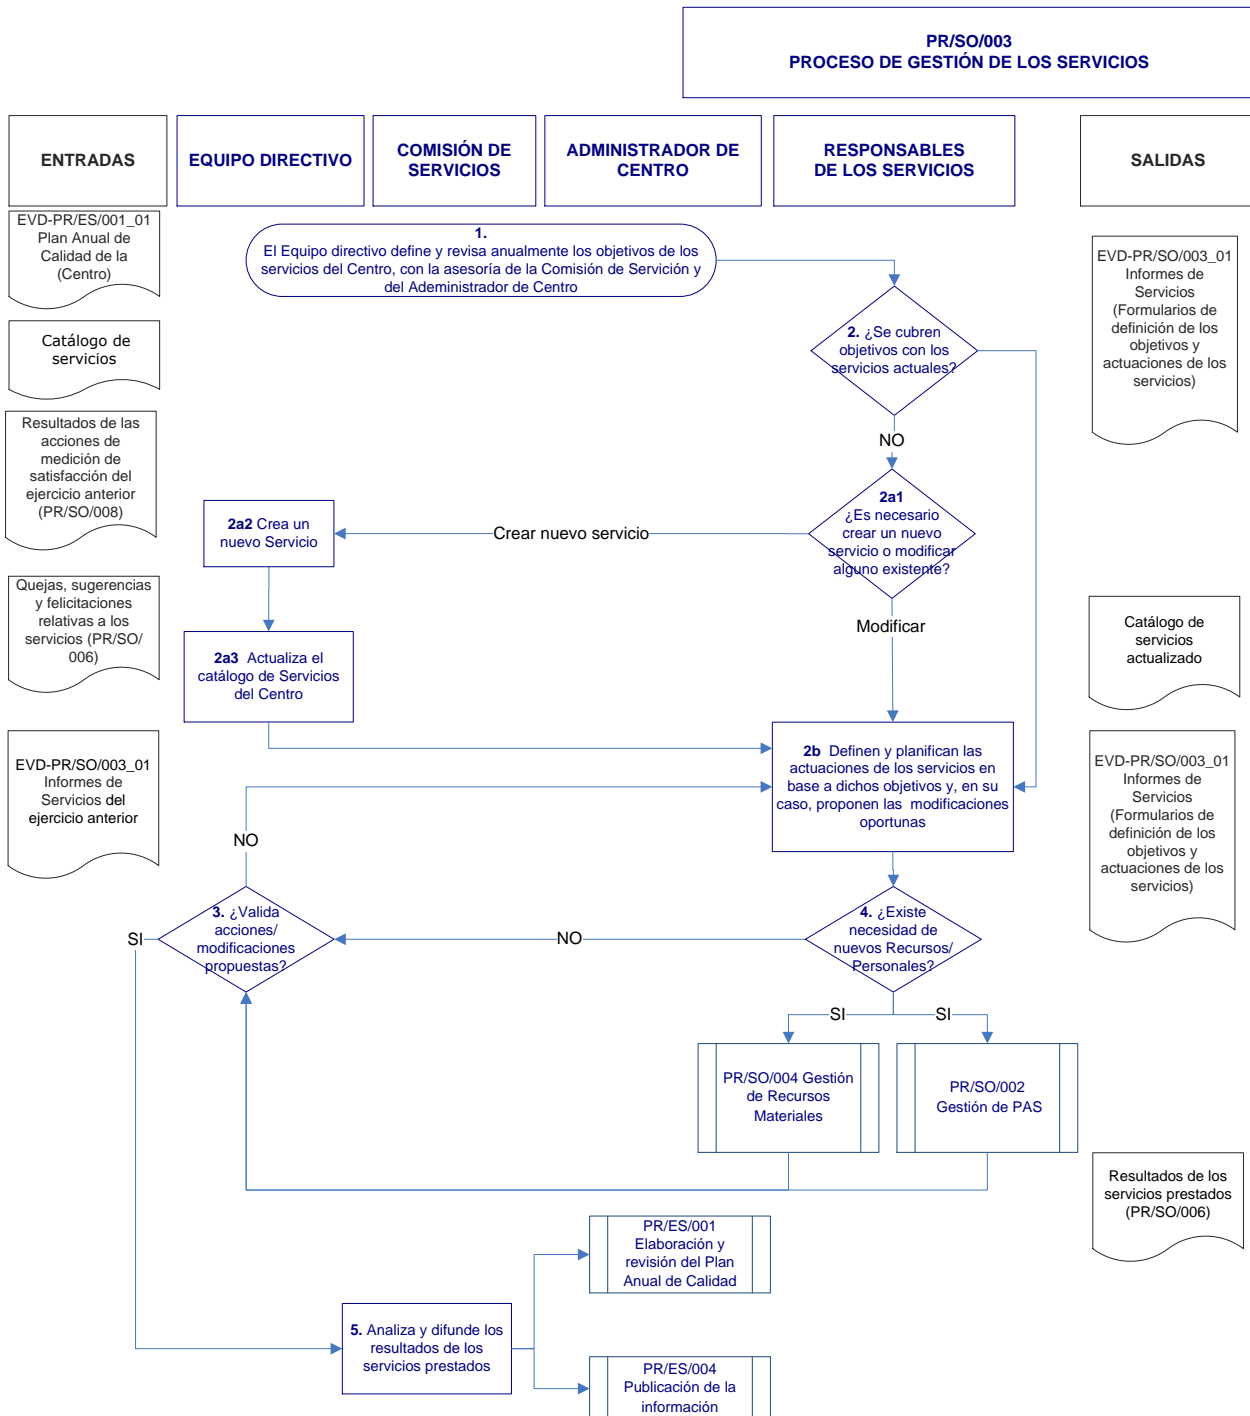 PR/SO/003
PROCESO DE GESTIÓN DE LOS SERVICIOS
ENTRADAS
EQUIPO DIRECTIVO
COMISIÓN DE
SERVICIOS
ADMINISTRADOR DE
CENTRO
RESPONSABLES
DE LOS SERVICIOS
SALIDAS
EVD-PR/ES/001_01
Plan Anual de
Calidad de la
(Centro)
Catálogo de
servicios
Resultados de las
acciones de
medición de
satisfacción del
ejercicio anterior
(PR/SO/008)
Quejas, sugerencias
y felicitaciones
relativas a los
servicios (PR/SO/
006)
EVD-PR/SO/003_01
Informes de
Servicios del
ejercicio anterior
1.
El Equipo directivo define y revisa anualmente los objetivos de los
servicios del Centro, con la asesoría de la Comisión de Servición y
del Adeministrador de Centro
2. ¿Se cubren
objetivos con los
servicios actuales?
NO
2a1
¿Es necesario
crear un nuevo
servicio o modificar
alguno existente?
Crear nuevo servicio
2a2 Crea un
nuevo Servicio
2a3 Actualiza el
catálogo de Servicios
del Centro
Modificar
2b Definen y planifican las
actuaciones de los servicios en
base a dichos objetivos y, en su
caso, proponen las modificaciones
oportunas
NO
3. ¿Valida
acciones/
modificaciones
propuestas?
SI
NO
4. ¿Existe
necesidad de
nuevos Recursos/
Personales?
SI
SI
PR/SO/004 Gestión
de Recursos
Materiales
PR/SO/002
Gestión de PAS
5. Analiza y difunde los
resultados de los
servicios prestados
PR/ES/001
Elaboración y
revisión del Plan
Anual de Calidad
PR/ES/004
Publicación de la
información
EVD-PR/SO/003_01
Informes de
Servicios
(Formularios de
definición de los
objetivos y
actuaciones de los
servicios)
Catálogo de
servicios
actualizado
EVD-PR/SO/003_01
Informes de
Servicios
(Formularios de
definición de los
objetivos y
actuaciones de los
servicios)
Resultados de los
servicios prestados
(PR/SO/006)